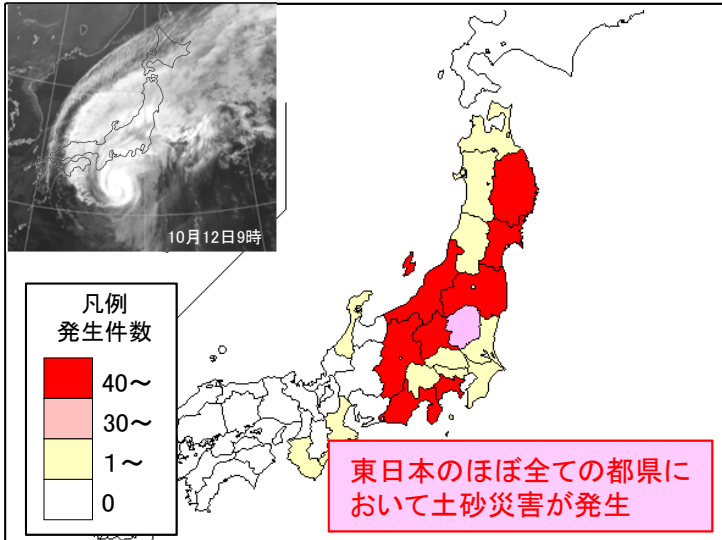 10月12日9時
凡例
発生件数
40～
30～
1～
0
東日本のほぼ全ての都県に
おいて土砂災害が発生